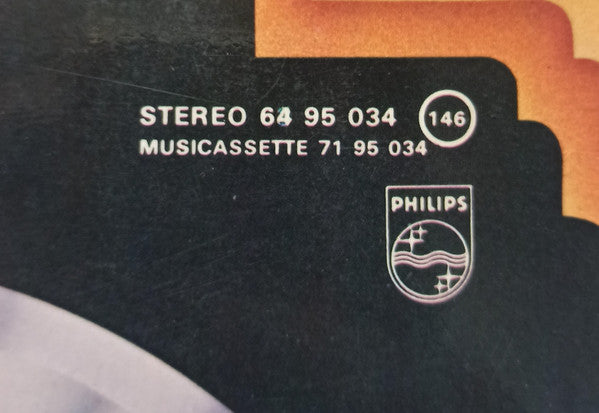 STEREO 64 95 034 146
MUSICASSETTE 71 95 034
PHILIPS